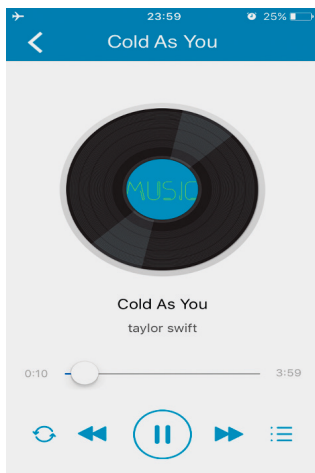 23:59
25%
Cold As You
MUSIC
Cold As You
taylor swift
0:10
3:59